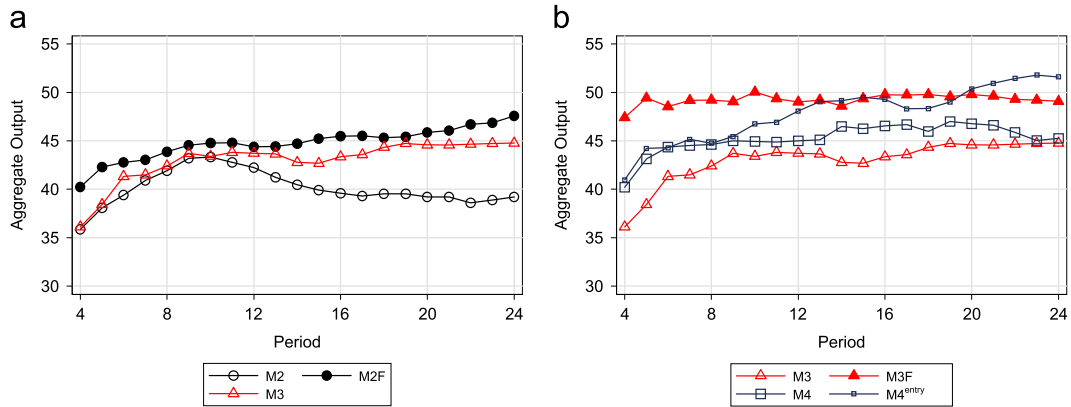 a
55
50
45
40
35
30
Aggregate Output
4 8 12 16 20 24
Period
M2 M2F
M3
b
55
50
45
40
35
30
Aggregate Output
4 8 12 16 20 24
Period
M3 M3F
M4 M4entry